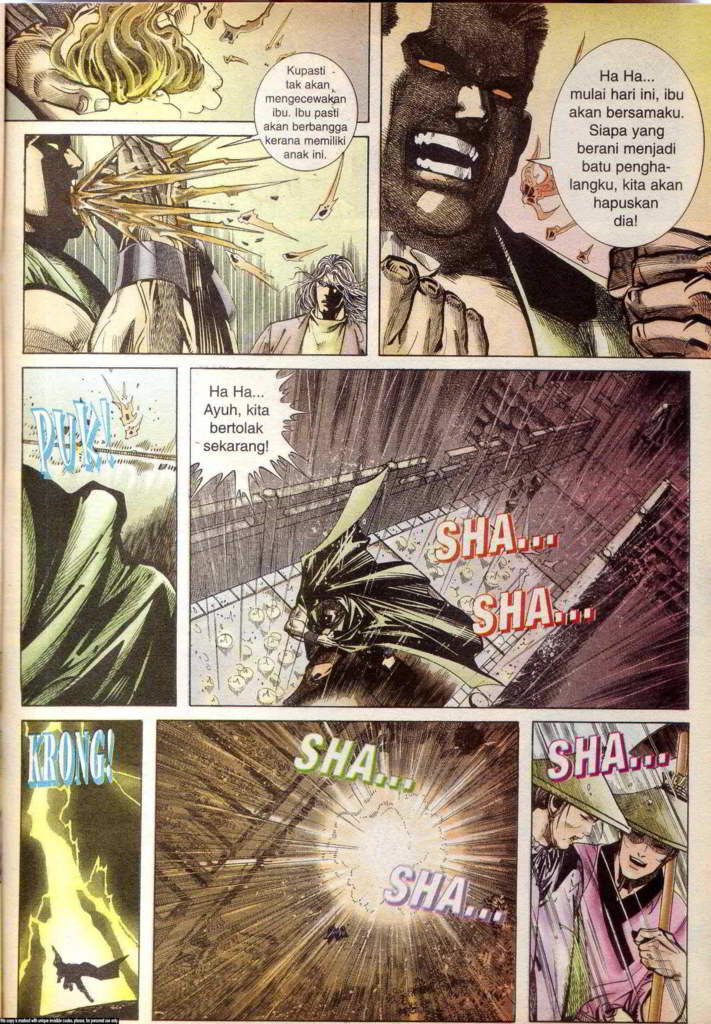 Kupasti
tak akan
mengecewakan
ibu. Ibu pasti
akan berbangga
kerana memiliki
anak ini.
Ha Ha...
mulai hari ini, ibu
akan bersamaku.
Siapa yang
berani menjadi
batu pengha-
langku, kita akan
hapuskan
dia!
PUK!
Ha Ha...
Ayuh, kita
bertolak
sekarang!
SHA...
SHA...
KRONG!
SHA...
SHA...
SHA...